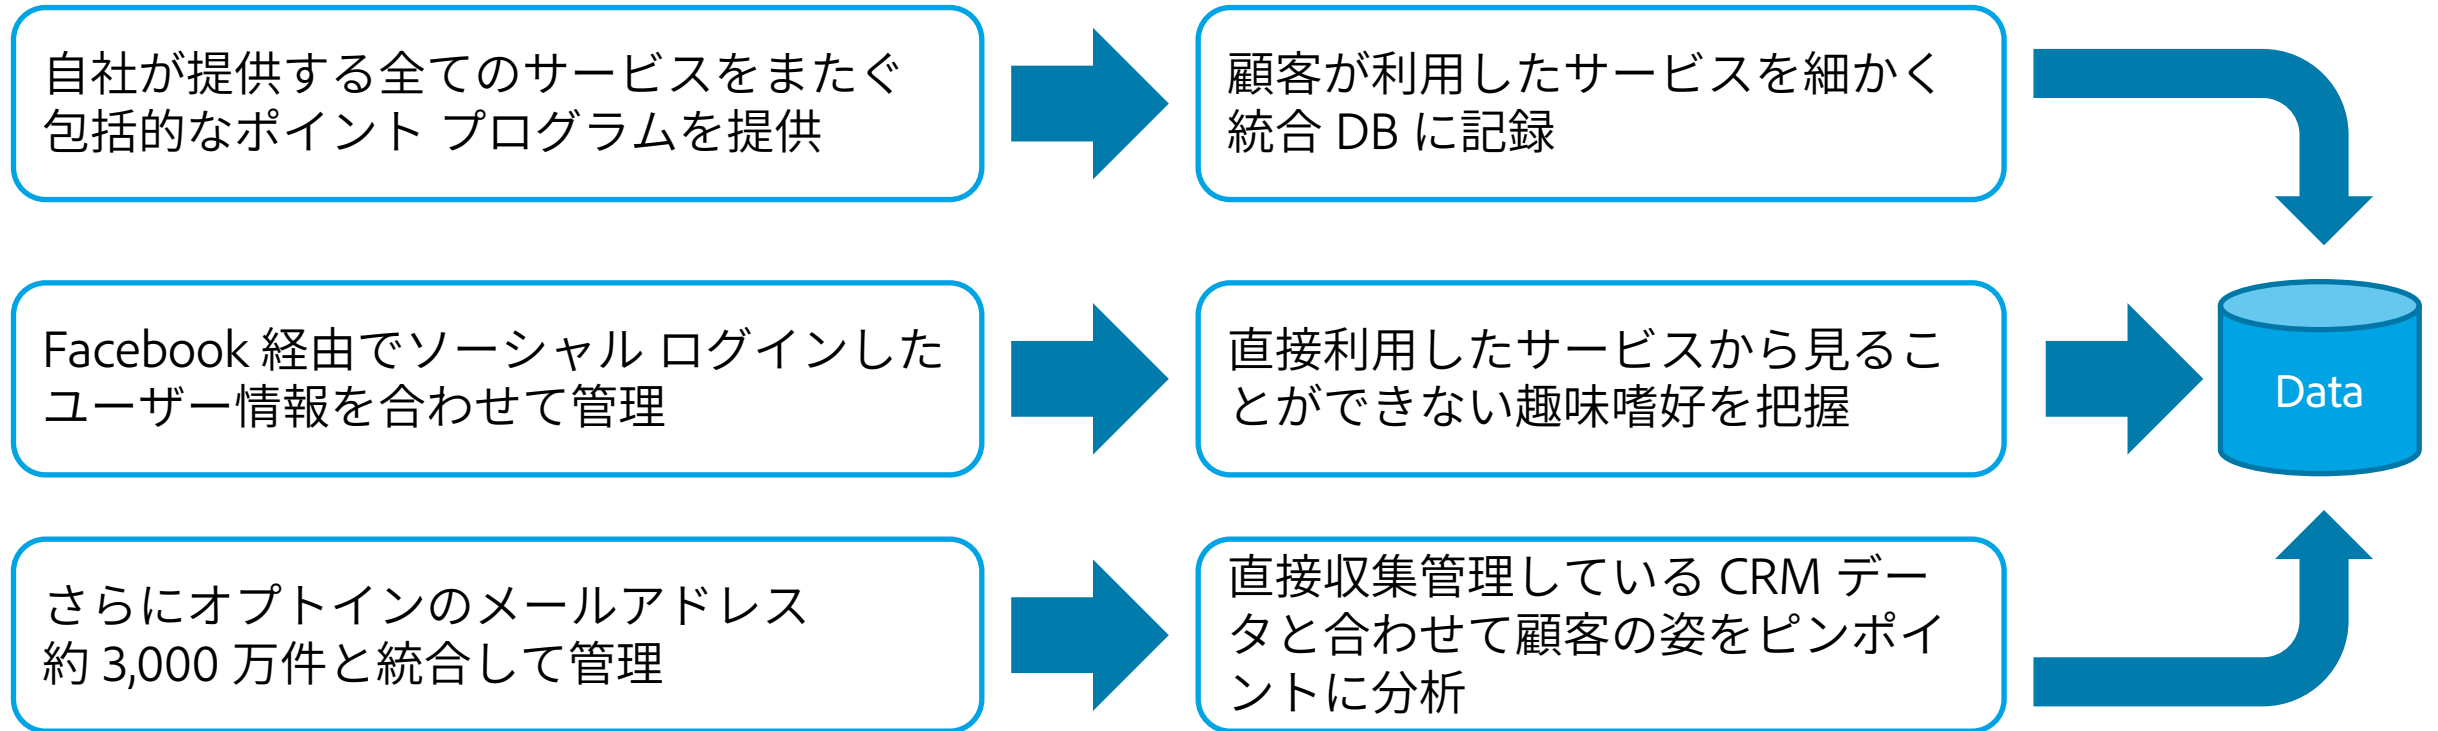 自社が提供する全てのサービスをまたぐ
包括的なポイント プログラムを提供
顧客が利用したサービスを細かく
統合 DB に記録
Facebook 経由でソーシャル ログインした
ユーザー情報を合わせて管理
直接利用したサービスから見るこ
とができない趣味嗜好を把握
Data
さらにオプトインのメールアドレス
約 3,000 万件と統合して管理
直接収集管理している CRM デー
タと合わせて顧客の姿をピンポイ
ントに分析